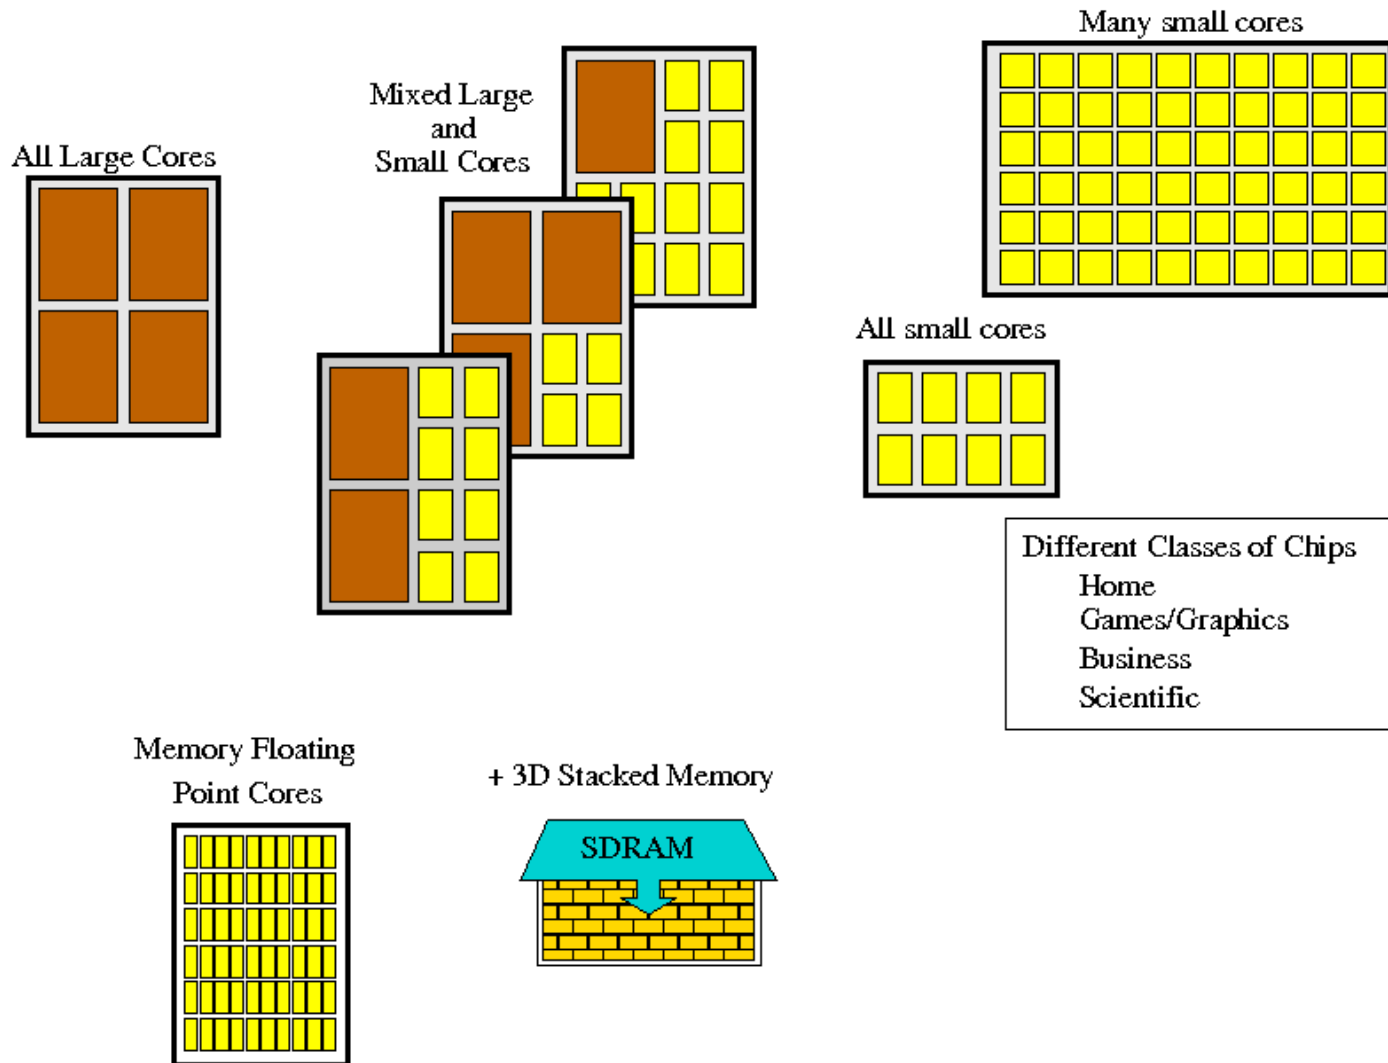 Many small cores
Mixed Large
and
Small Cores
All Large Cores
All small cores
Different Classes of Chips
Home
Games/Graphics
Business
Scientific
Memory Floating
Point Cores
+ 3D Stacked Memory
SDRAM